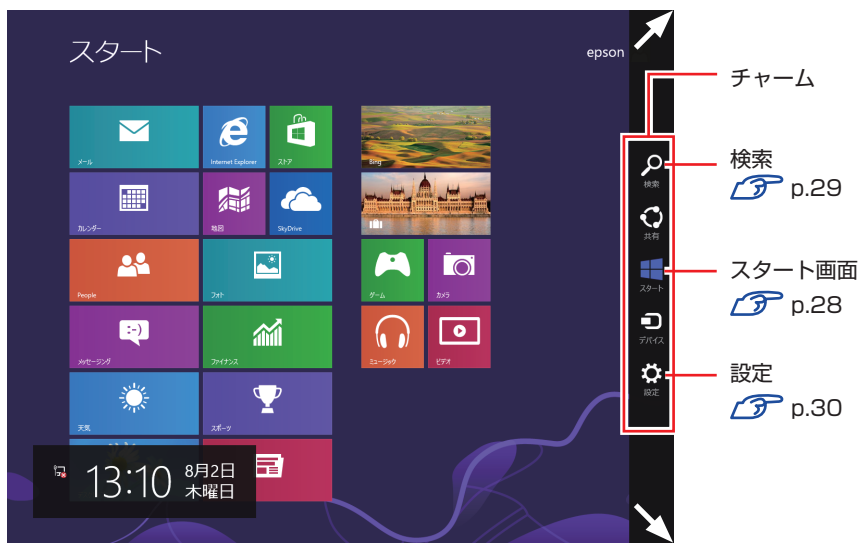 スタート
epson
メール
Internet Explorer
ストア
Bing
カレンダー
地図
SkyDrive
People
フォト
ゲーム
カメラ
メッセージング
ファイナンス
ミュージック
ビデオ
天気
スポーツ
13:10
8月2日
木曜日
検索
共有
スタート
デバイス
設定
チャーム
検索
p.29
スタート画面
p.28
設定
p.30